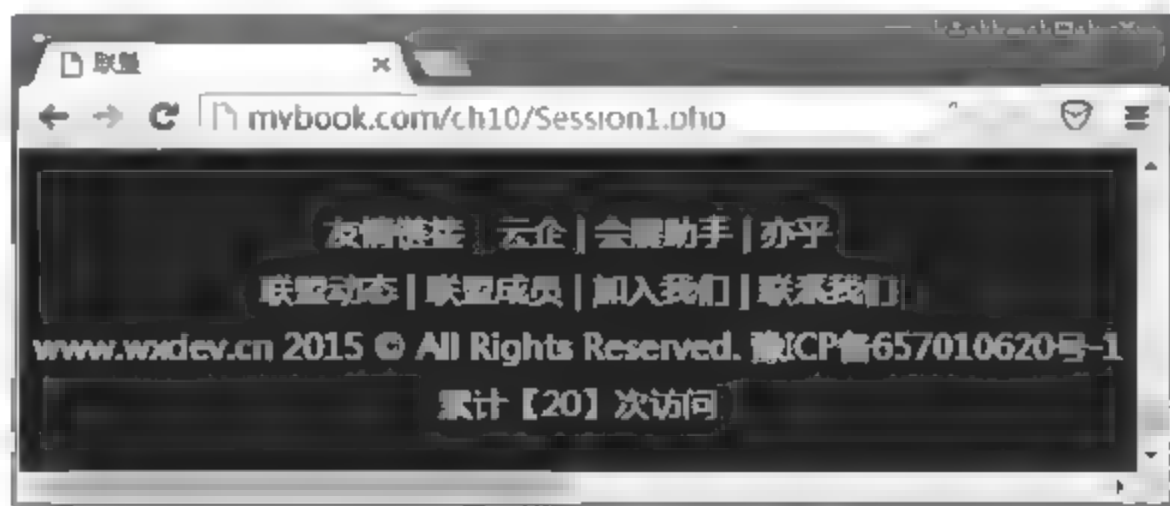 联盟
mybook.com/ch10/Session1.php
友情链接 | 云企 | 会展助手 | 亦乎
联盟动态 | 联盟成员 | 加入我们 | 联系我们
www.wxdev.cn 2015 © All Rights Reserved. 豫ICP备657010620号-1
累计【20】次访问